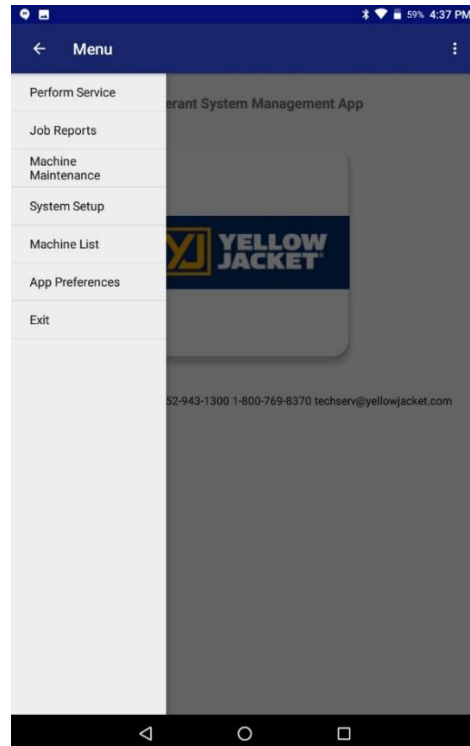 59% 4:37 PM
Menu
Perform Service
erant System Management App
Job Reports
Machine
Maintenance
System Setup
Machine List
YJ YELLOW
JACKET
App Preferences
Exit
52-943-1300 1-800-769-8370 techserv@yellowjacket.com